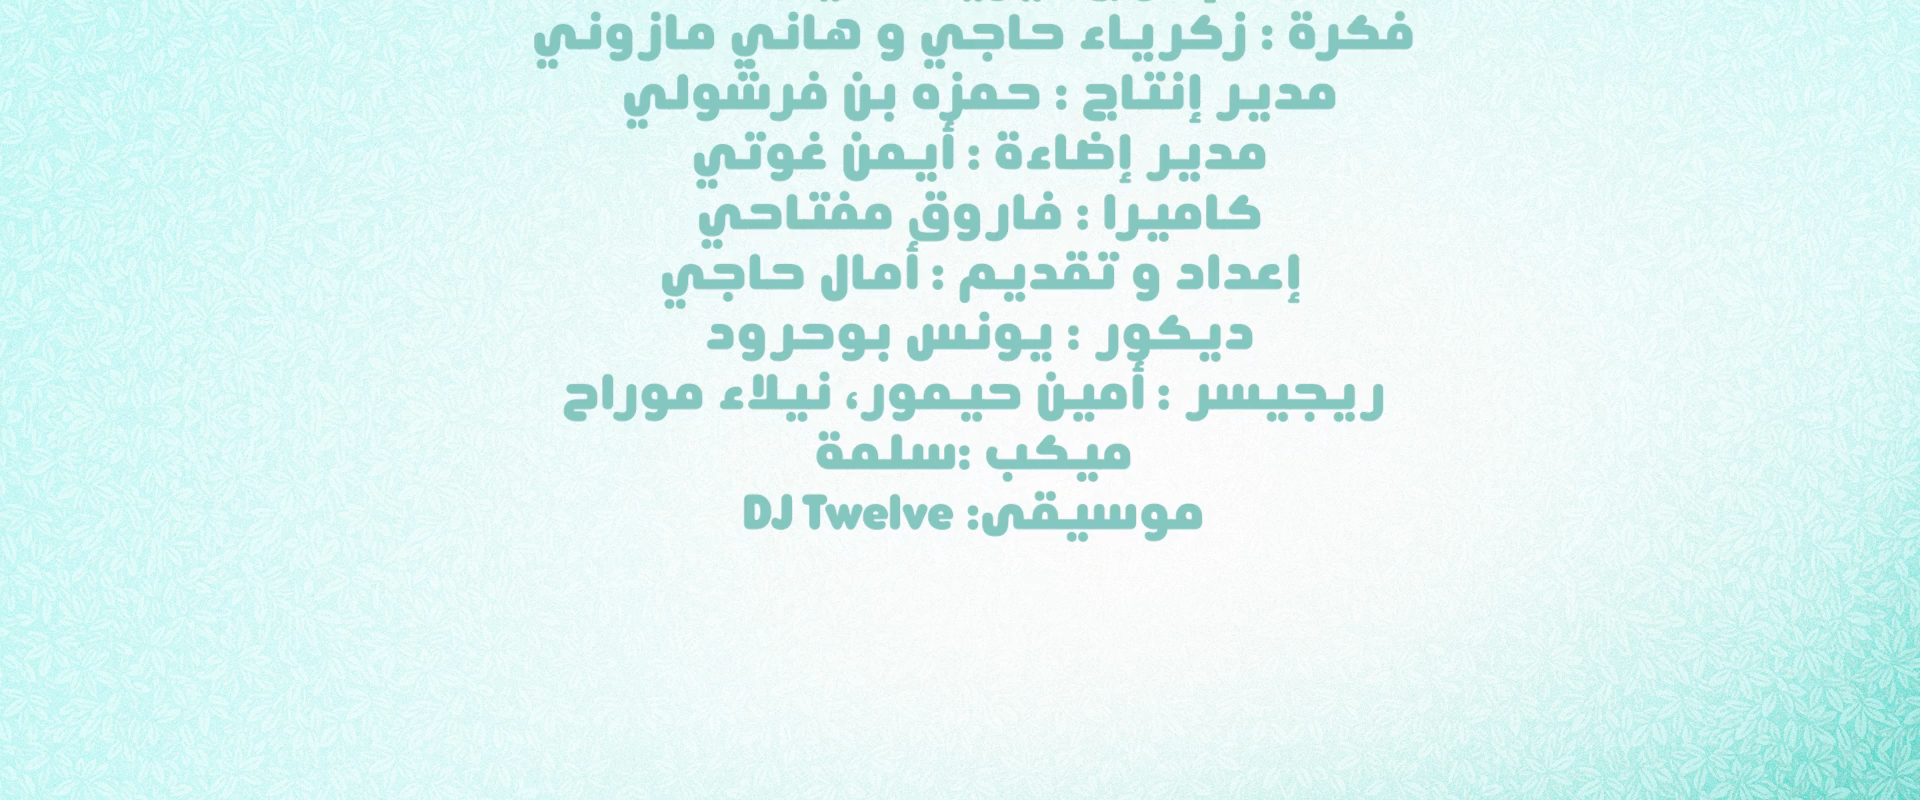 فكرة : زكرياء حاجي و هاني مازوني
مدير إنتاج : حمزه بن فرشولي
مدير إضاءة : أيمن غوتي
كاميرا : فاروق مفتاحي
إعداد و تقديم : أمال حاجي
ديكور : يونس بوحرود
ريجيسر : أمين حيمور، نيلاء موراح
ميكب :سلمة
موسيقى: DJ Twelve